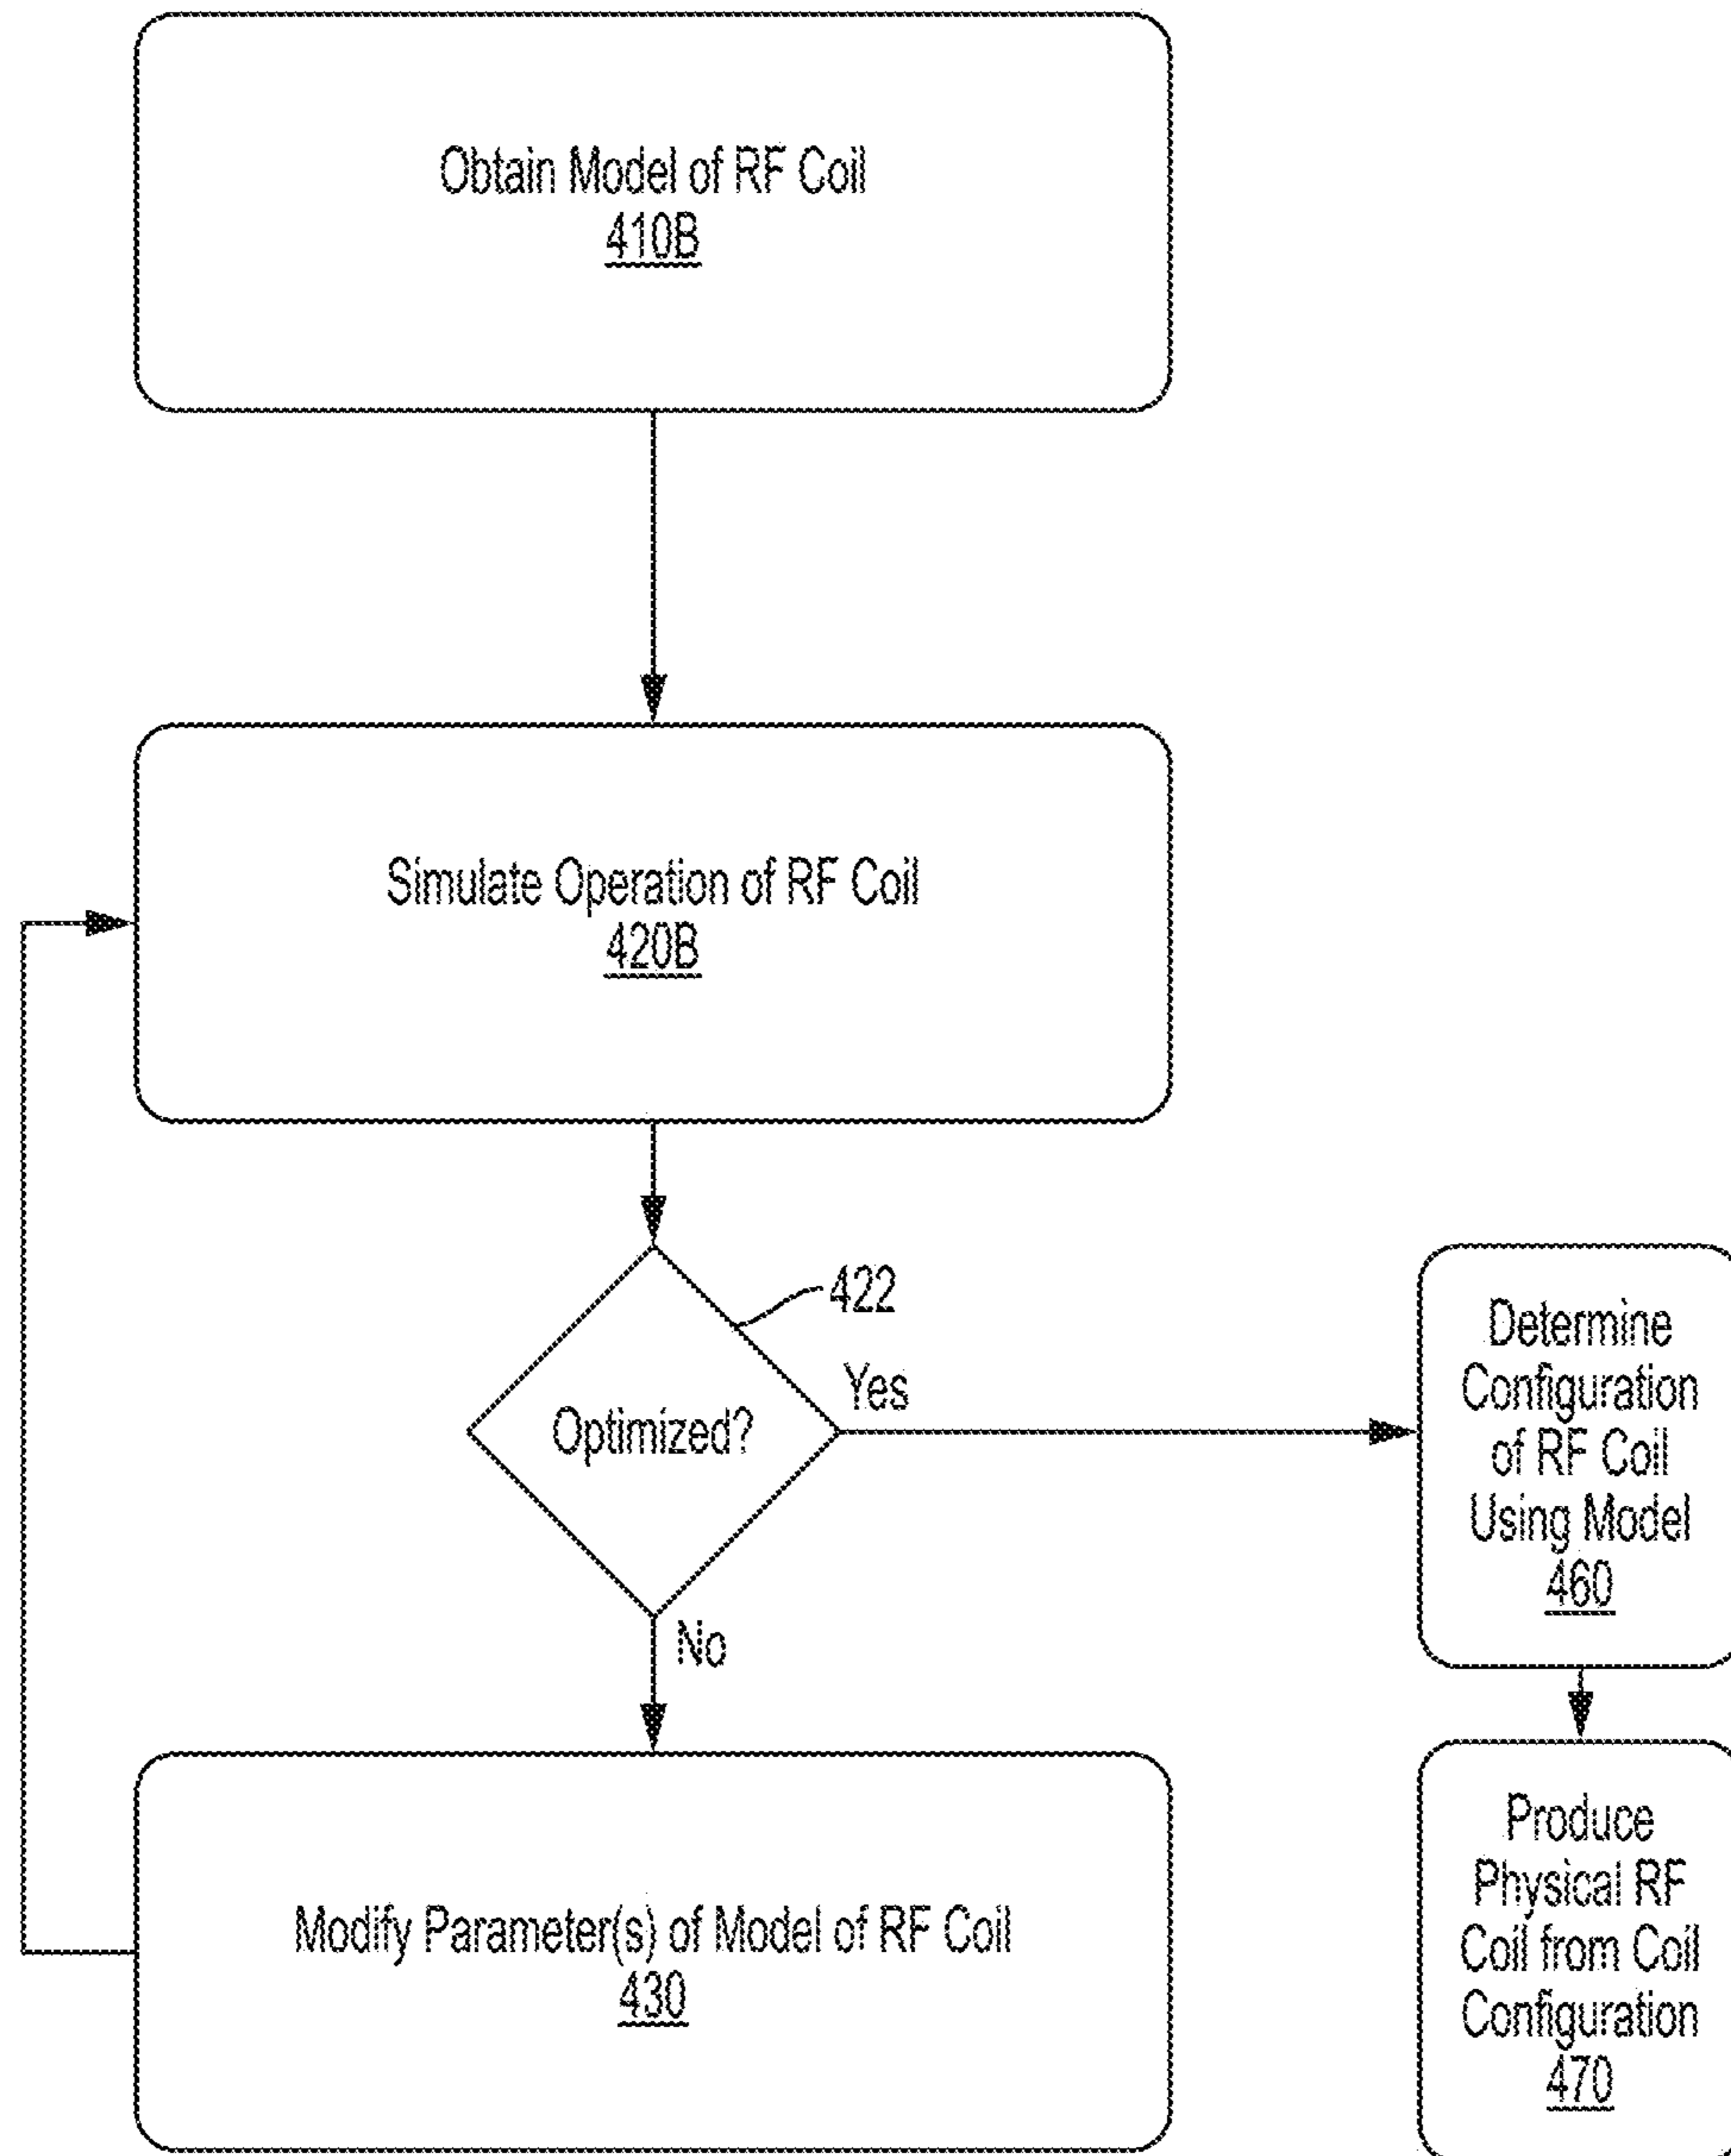 Obtain Model of RF Coil
410B
Simulate Operation of RF Coil
420B
422
Optimized?
Yes
No
Modify Parameter(s) of Model of RF Coil
430
Determine
Configuration
of RF Coil
Using Model
460
Produce
Physical RF
Coil from Coil
Configuration
470